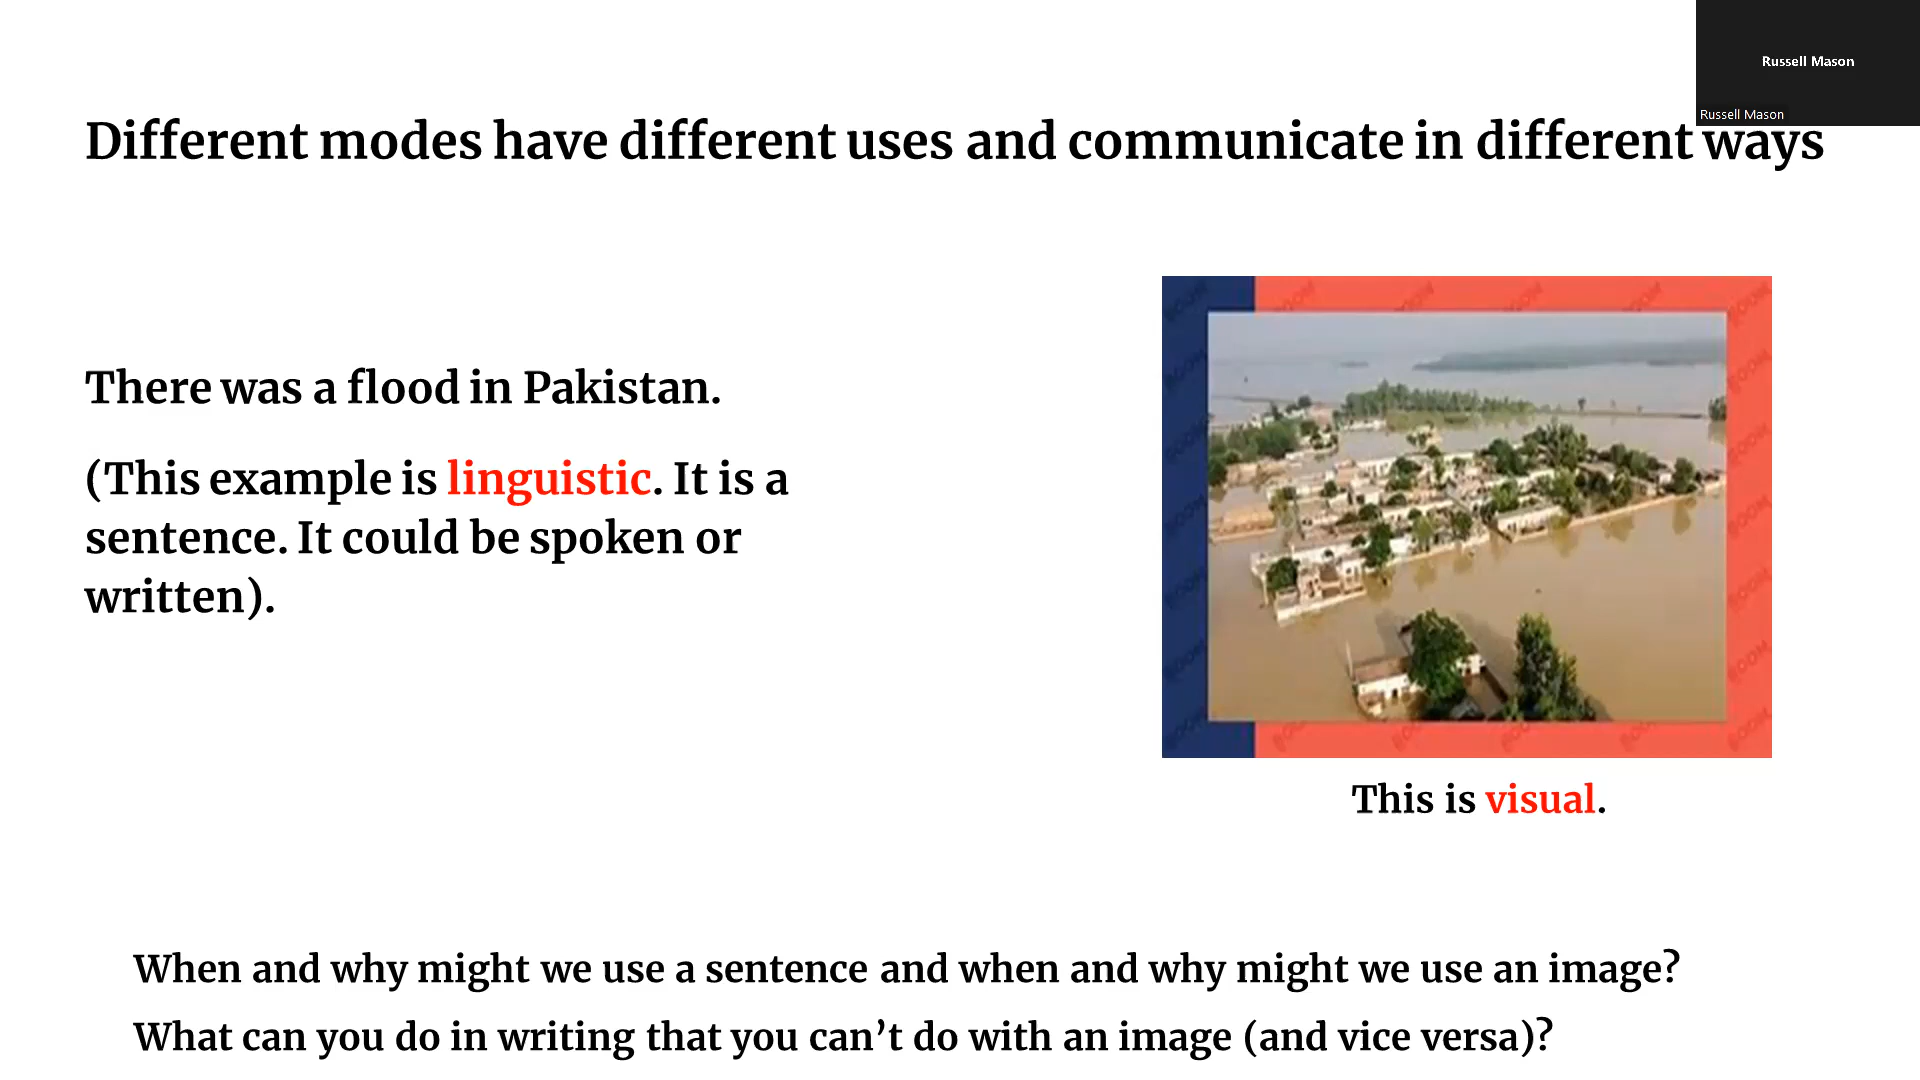 Russell Mason
Russell Mason
Different modes have different uses and communicate in different ways
There was a flood in Pakistan.
(This example is linguistic. It is a
sentence. It could be spoken or
written).
BOOM
This is visual.
When and why might we use a sentence and when and why might we use an image?
What can you do in writing that you can’t do with an image (and vice versa)?